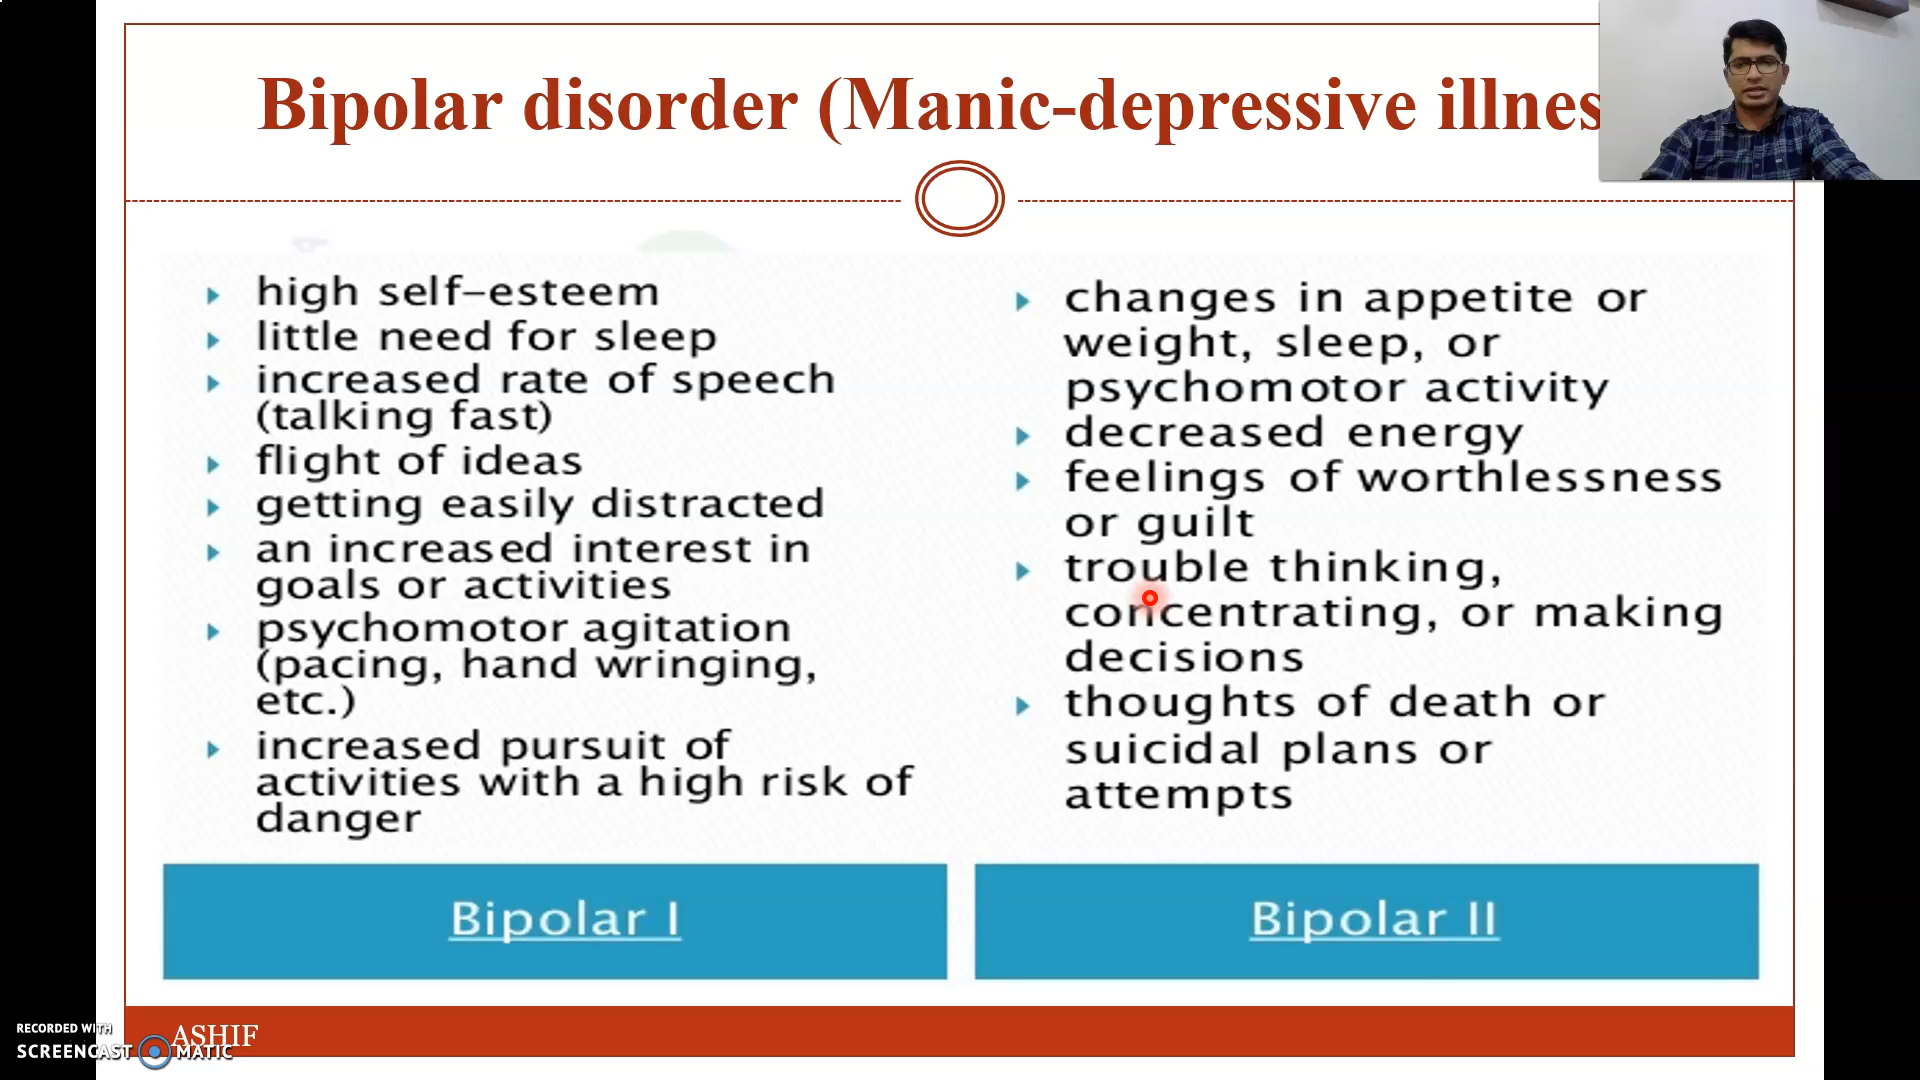 Bipolar disorder (Manic-depressive illnes
high self-esteem
little need for sleep
increased rate of speech
(talking fast)
flight of ideas
getting easily distracted
an increased interest in
goals or activities
psychomotor agitation
(pacing, hand wringing,
etc.)
increased pursuit of
activities with a high risk of
danger
Bipolar I
changes in appetite or
weight, sleep, or
psychomotor activity
decreased energy
feelings of worthlessness
or guilt
trouble thinking,
concentrating, or making
decisions
thoughts of death or
suicidal plans or
attempts
Bipolar II
ASHIF
RECORDED WITH
SCREENCAST MATIC